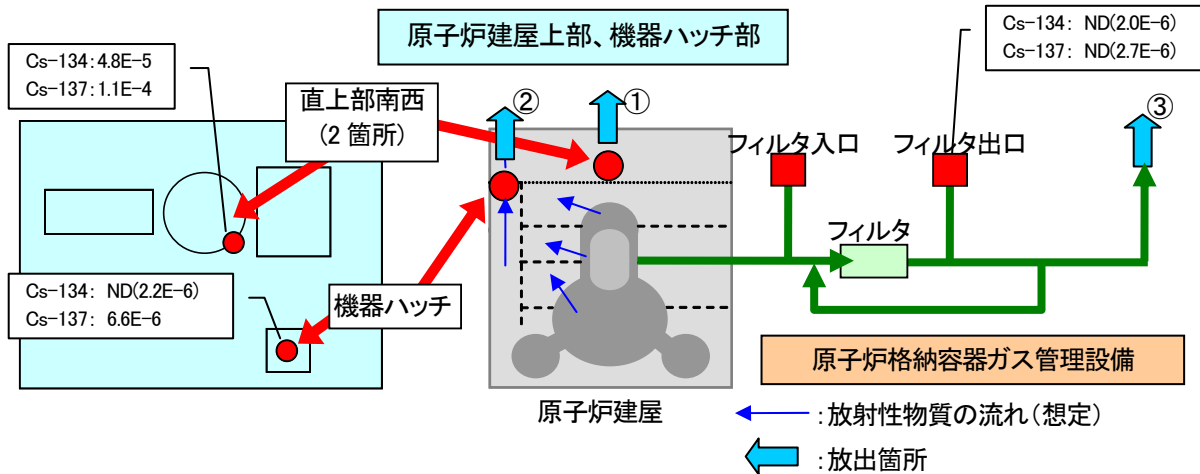 原子炉建屋上部、機器ハッチ部
Cs-134：4.8E-5
Cs-137：1.1E-4
Cs-134： ND(2.0E-6)
Cs-137： ND(2.7E-6)
直上部南西
(2 箇所)
②
①
③
フィルタ入口
フィルタ出口
フィルタ
Cs-134： ND(2.2E-6)
Cs-137： 6.6E-6
機器ハッチ
原子炉格納容器ガス管理設備
原子炉建屋
：放射性物質の流れ（想定）
：放出箇所